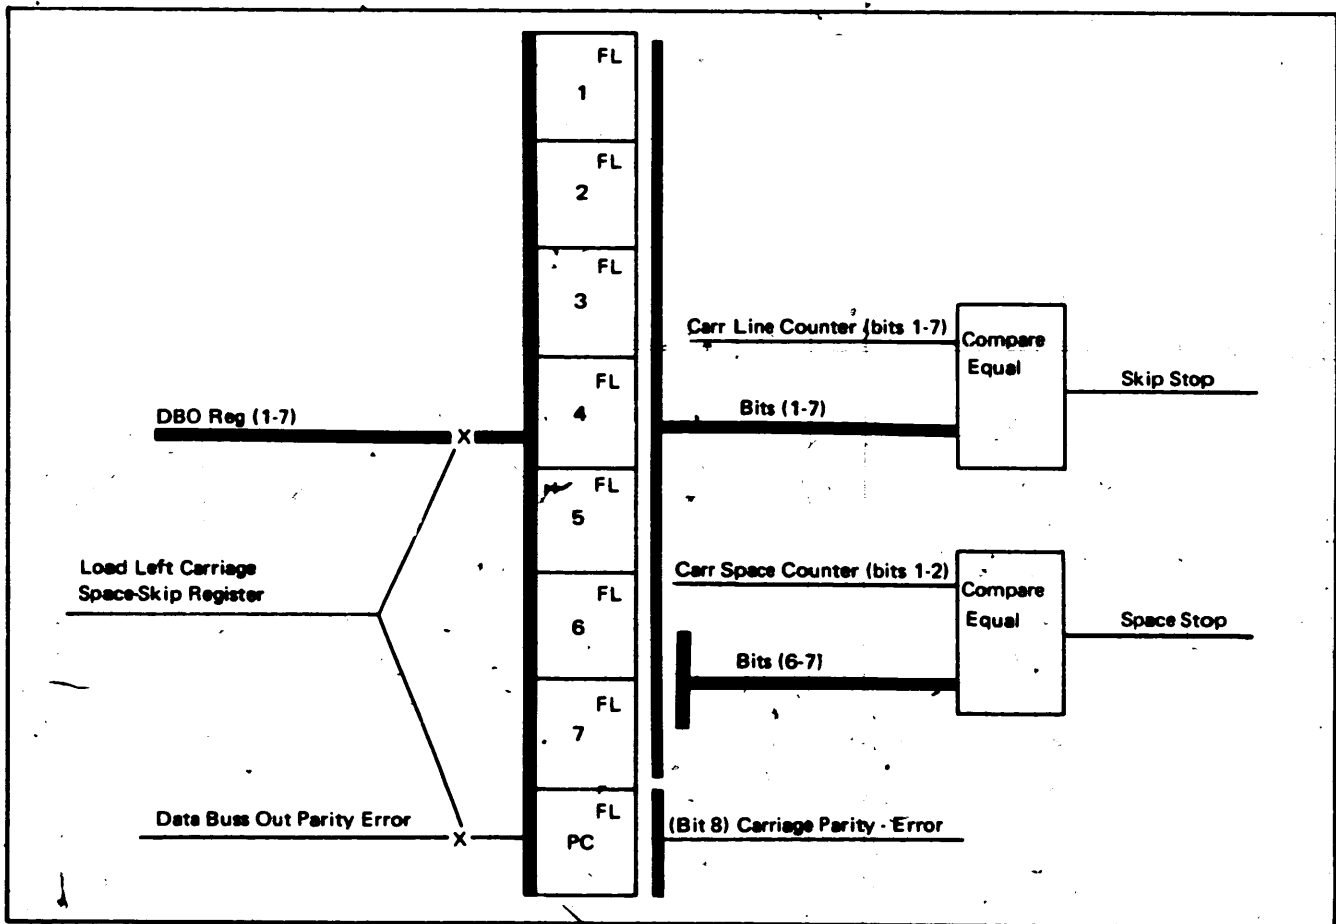 FL
1
FL
2
FL
3
FL
4
FL
5
FL
6
FL
7
FL
PC
DBO Reg (1-7)
X
Load Left Carriage
Space-Skip Register
Data Buss Out Parity Error
X
Carr Line Counter (bits 1-7)
Bits (1-7)
Compare
Equal
Skip Stop
Carr Space Counter (bits 1-2)
Bits (6-7)
Compare
Equal
Space Stop
(Bit 8) Carriage Parity - Error